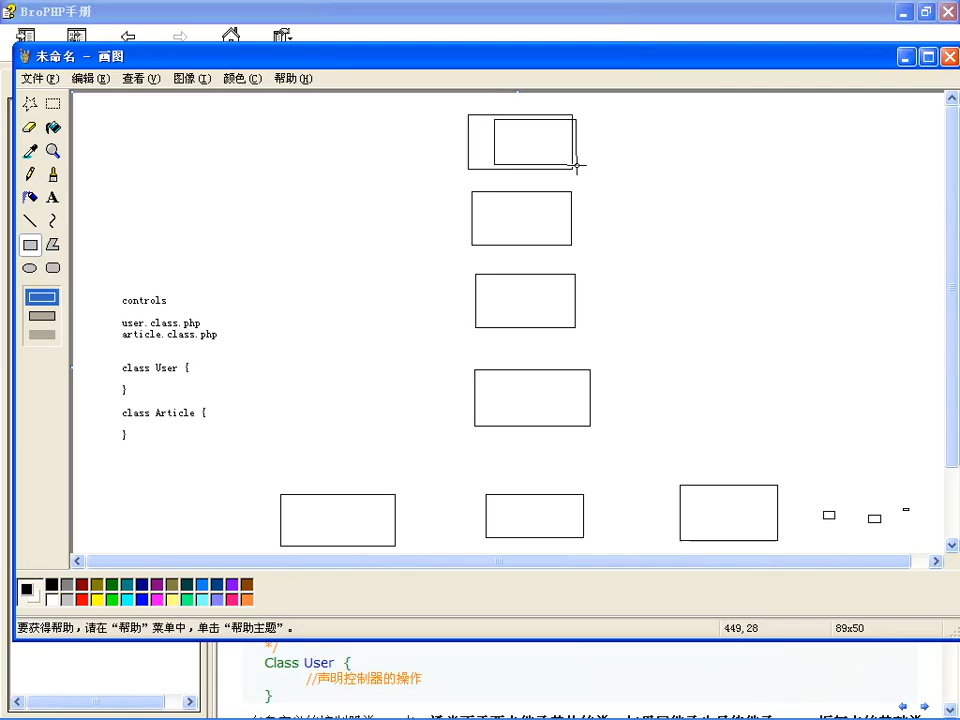 BroPHP手册
未命名 - 画图
文件(F) 编辑(E) 查看(V) 图像(I) 颜色(C) 帮助(H)
A
controls
user.class.php
article.class.php
class User {
}
class Article {
}
要获得帮助，请在“帮助”菜单中，单击“帮助主题”。 449,28 89x50
*/
Class User {
//声明控制器的操作
}